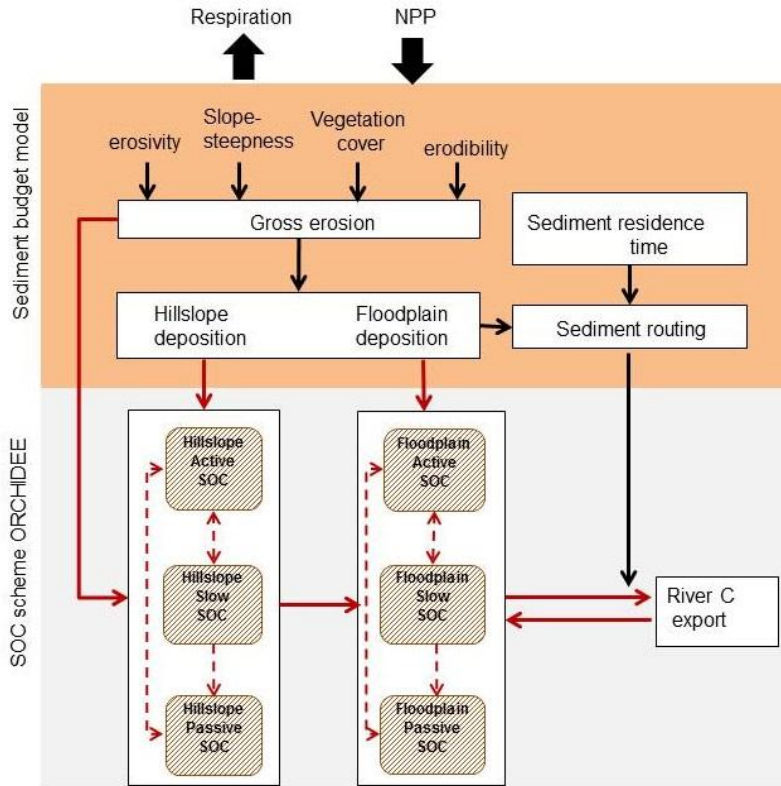 Respiration
NPP
Sediment budget model
erosivity
Slope-
steepness
Vegetation
cover
erodibility
Gross erosion
Sediment residence
time
Hillslope
deposition
Floodplain
deposition
Sediment routing
SOC scheme ORCHIDEE
Hillslope
Active
SOC
Floodplain
Active
SOC
Hillslope
Slow
SOC
Floodplain
Slow
SOC
River C
export
Hillslope
Passive
SOC
Floodplain
Passive
SOC